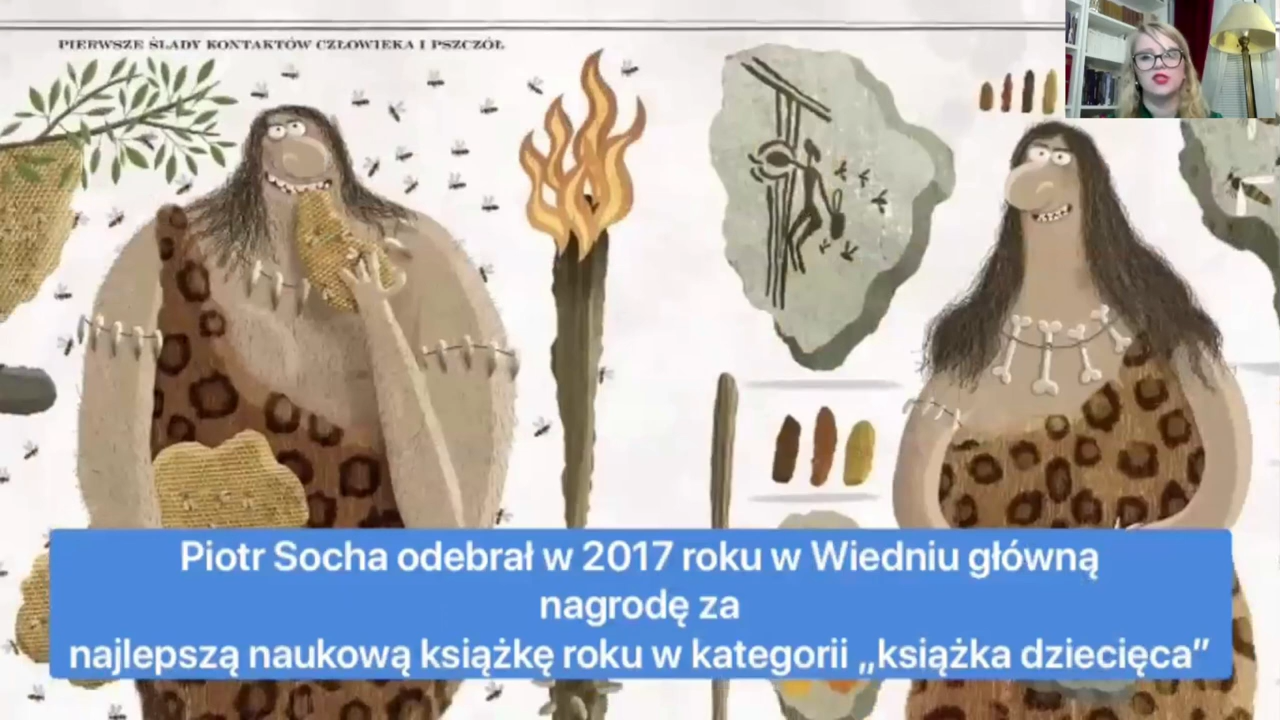 PIERWSZE ŚLADY KONTAKTÓW CZŁOWIEKA I PSZCZÓŁ
Piotr Socha odebrał w 2017 roku w Wiedniu główną
nagrodę za
najlepszą naukową książkę roku w kategorii „książka dziecięca”